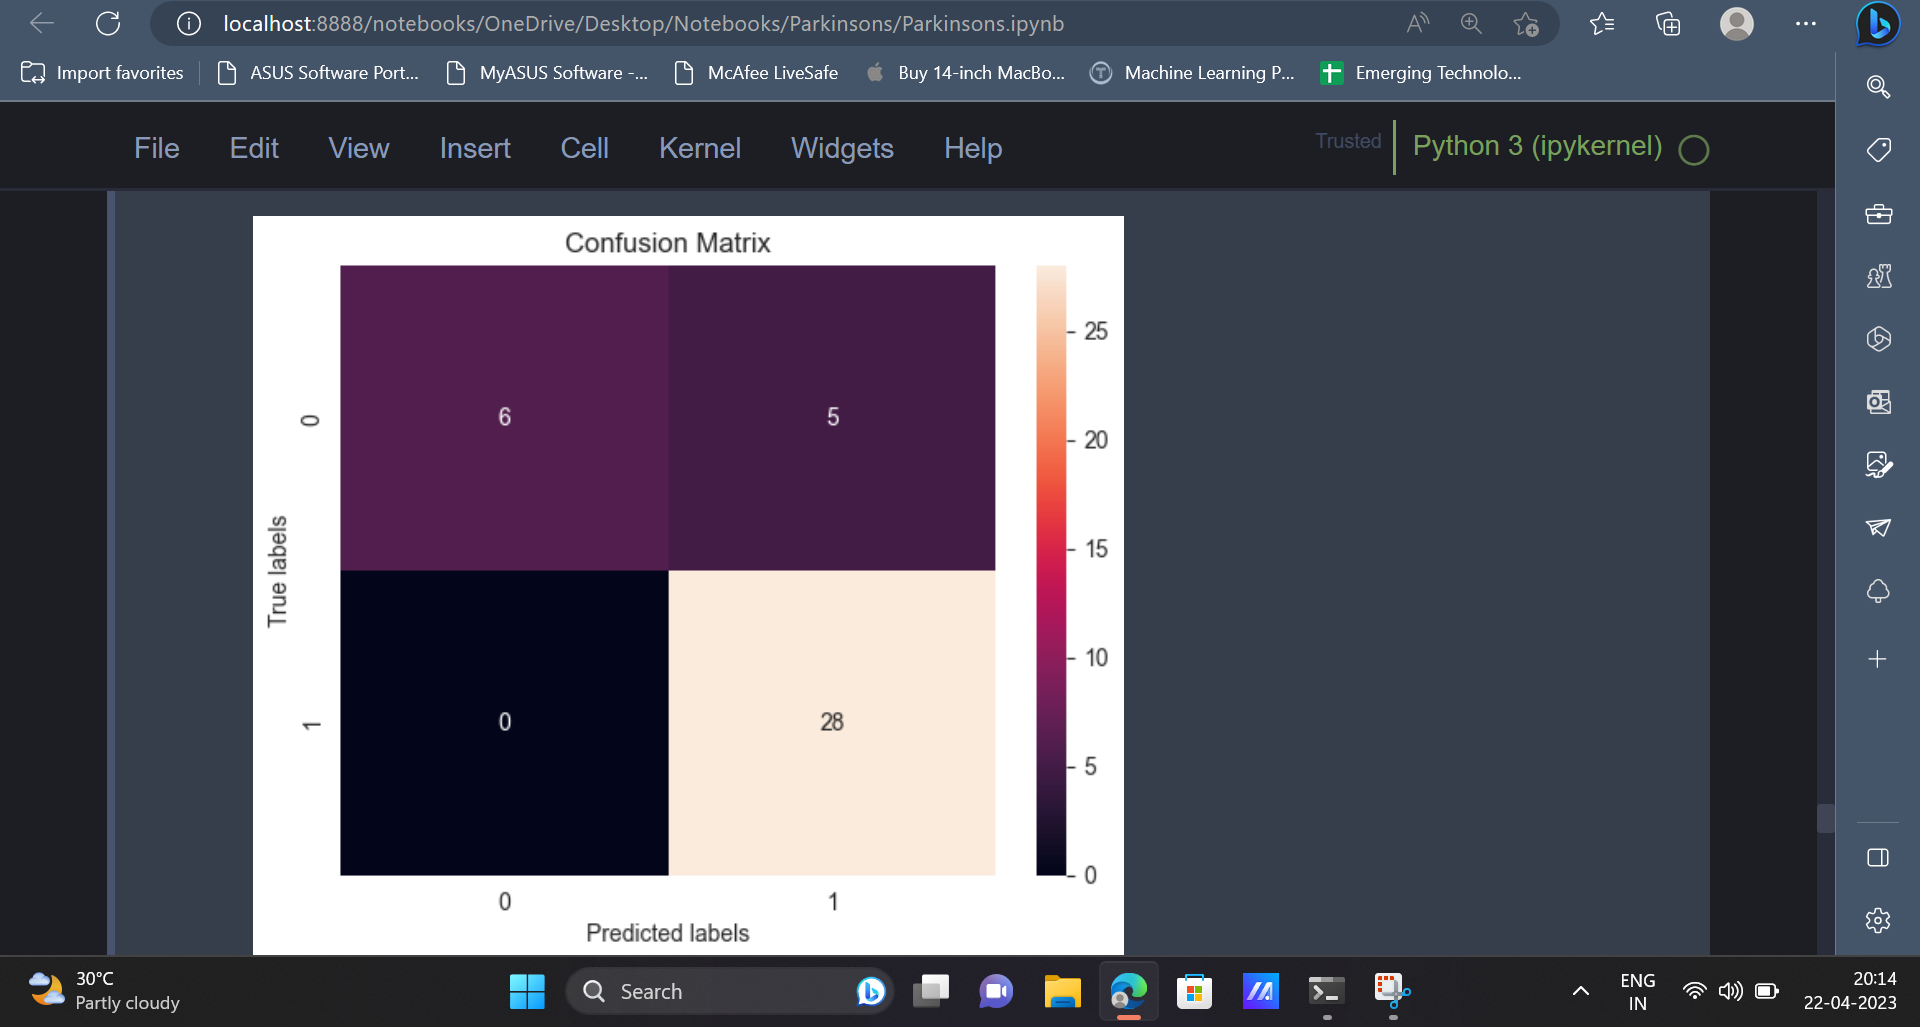 localhost:8888/notebooks/OneDrive/Desktop/Notebooks/Parkinsons/Parkinsons.ipynb
Import favorites
ASUS Software Port...
MyASUS Software -...
McAfee LiveSafe
Buy 14-inch MacBo...
Machine Learning P...
Emerging Technolo...
File Edit View Insert Cell Kernel Widgets Help
Trusted
Python 3 (ipykernel)
Confusion Matrix
True labels
0
1
6
5
0
28
0
1
Predicted labels
25
20
15
10
5
0
30°C
Partly cloudy
Search
ENG
IN
20:14
22-04-2023